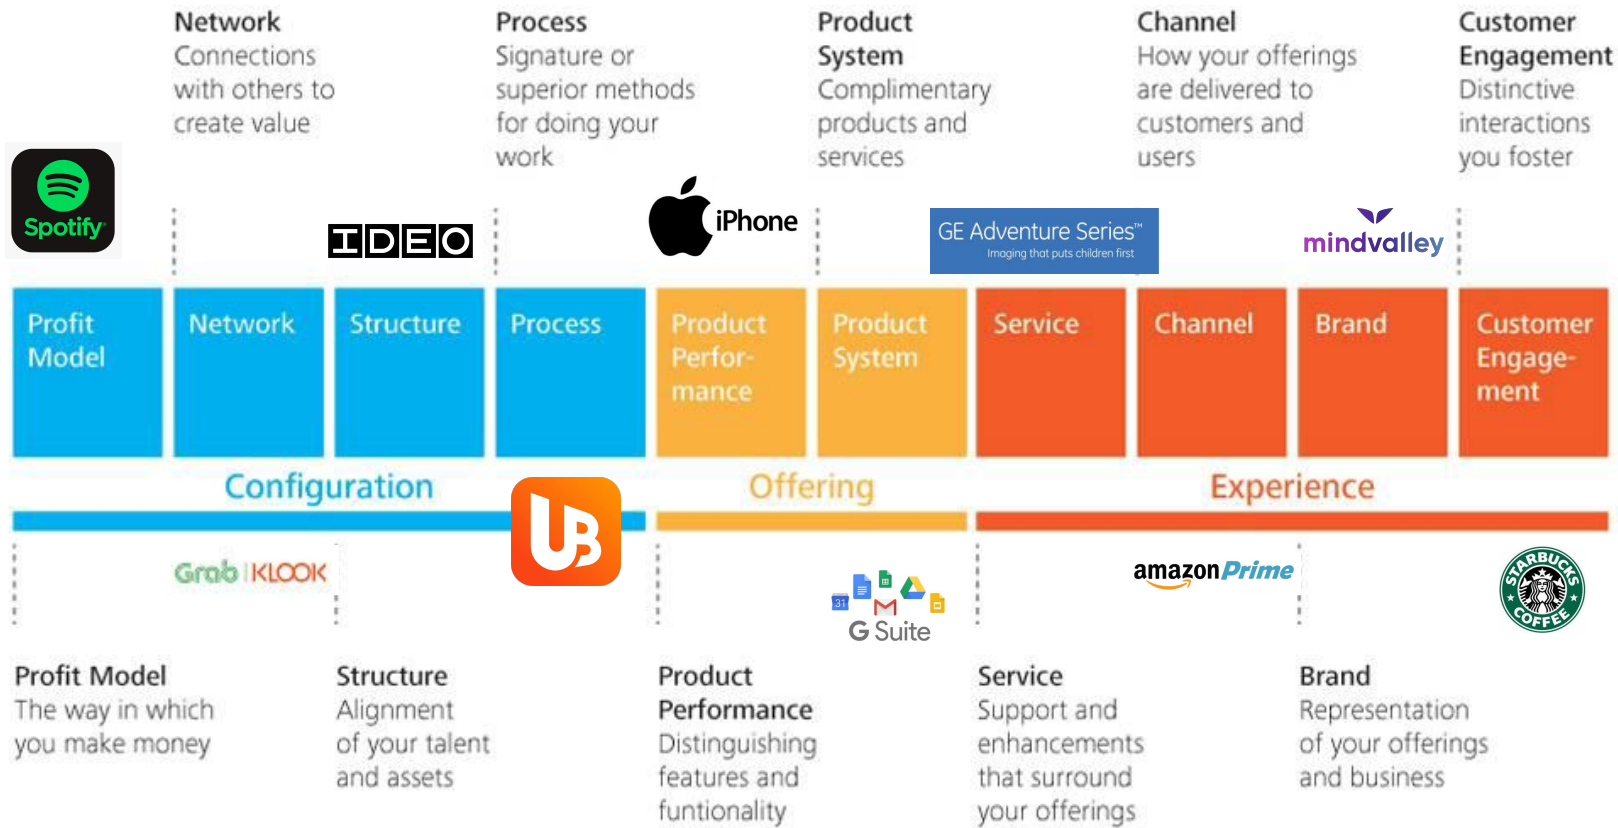 Network
Connections
with others to
create value
Process
Signature or
superior methods
for doing your
work
Product
System
Complimentary
products and
services
Channel
How your offerings
are delivered to
customers and
users
Customer
Engagement
Distinctive
interactions
you foster
Spotify
IDEO
iPhone
GE Adventure Series™
Imaging that puts children first
mindvalley
Profit
Model
Network
Structure
Process
Product
Perfor-
mance
Product
System
Service
Channel
Brand
Customer
Engage-
ment
Configuration
Offering
Experience
UB
Grab | KLOOK
31
G Suite
amazon Prime
STARBUCKS
COFFEE
Profit Model
The way in which
you make money
Structure
Alignment
of your talent
and assets
Product
Performance
Distinguishing
features and
funtionality
Service
Support and
enhancements
that surround
your offerings
Brand
Representation
of your offerings
and business